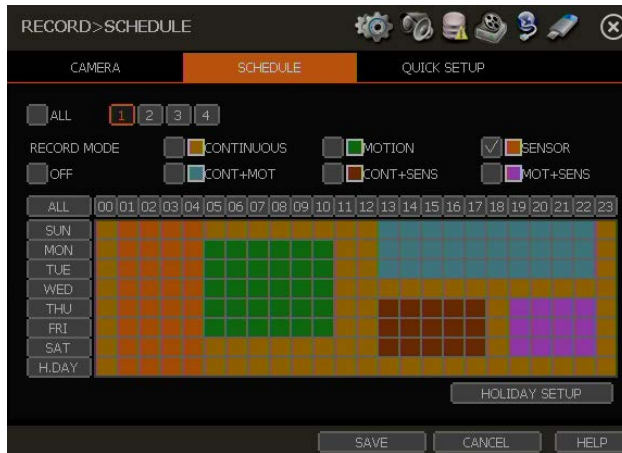 RECORD>SCHEDULE
CAMERA SCHEDULE QUICK SETUP
ALL 1 2 3 4
RECORD MODE CONTINUOUS MOTION SENSOR
OFF CONT+MOT CONT+SENS MOT+SENS
ALL 00 01 02 03 04 05 06 07 08 09 10 11 12 13 14 15 16 17 18 19 20 21 22 23
SUN
MON
TUE
WED
THU
FRI
SAT
H.DAY
HOLIDAY SETUP
SAVE CANCEL HELP